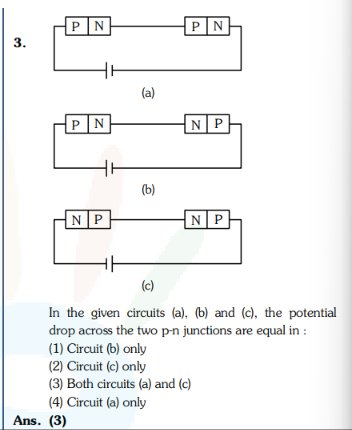 P N P N
3.
(a)
P N N P
(b)
N P N P
(c)
In the given circuits (a), (b) and (c), the potential
drop across the two p-n junctions are equal in :
(1) Circuit (b) only
(2) Circuit (c) only
(3) Both circuits (a) and (c)
(4) Circuit (a) only
Ans. (3)